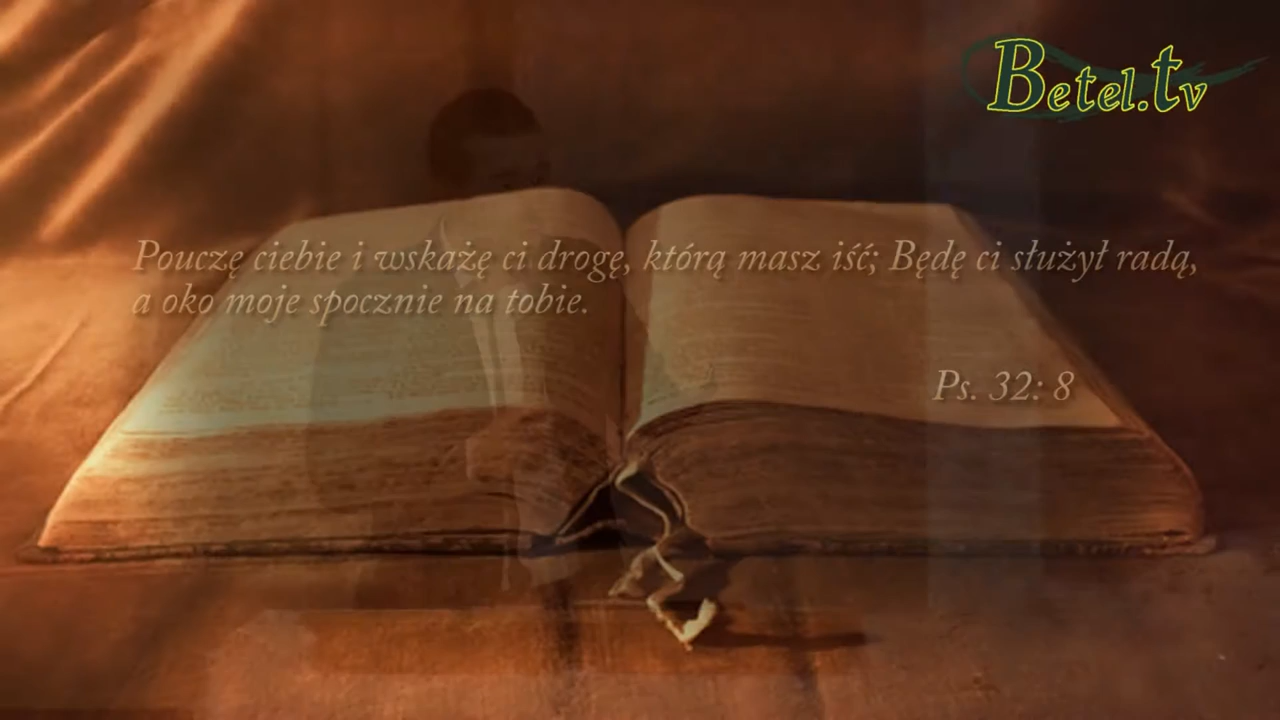 Betel.tv
Pouczę ciebie i wskażę ci drogę, którą masz iść; Będę ci służył radą,
a oko moje spocznie na tobie.
Ps. 32: 8